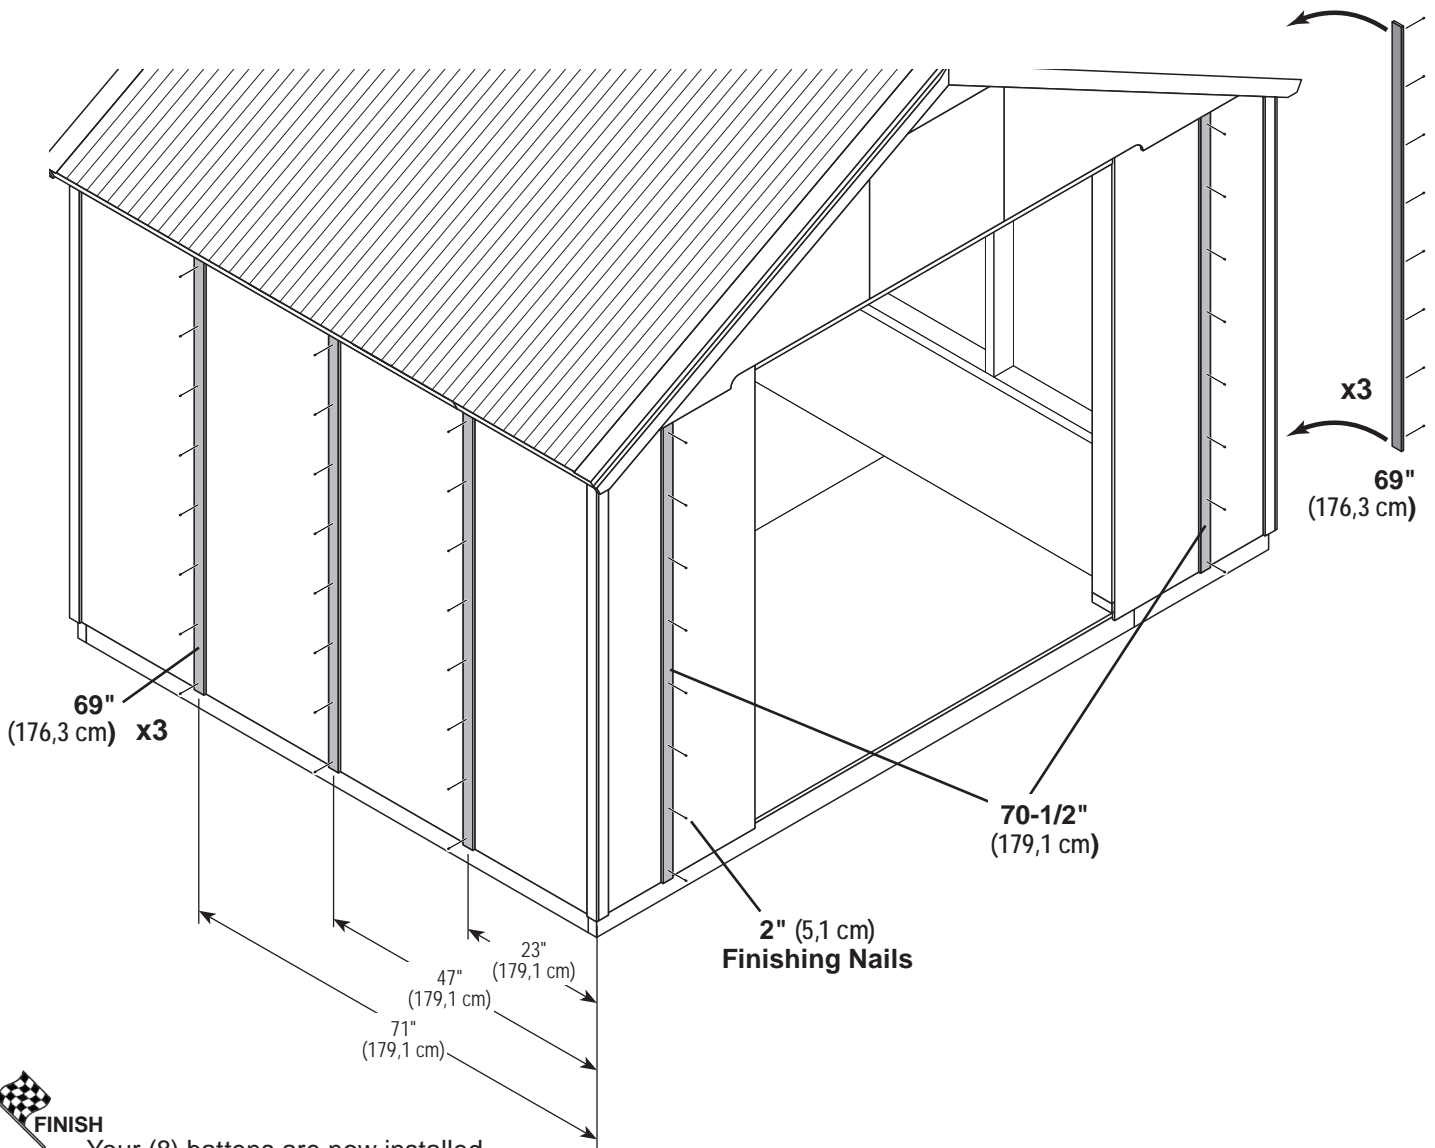 x3
69"
(176,3 cm)
69"
(176,3 cm) x3
70-1/2"
(179,1 cm)
2" (5,1 cm)
Finishing Nails
23"
(179,1 cm)
47"
(179,1 cm)
71"
(179,1 cm)
FINISH
Your (8) battens are now installed